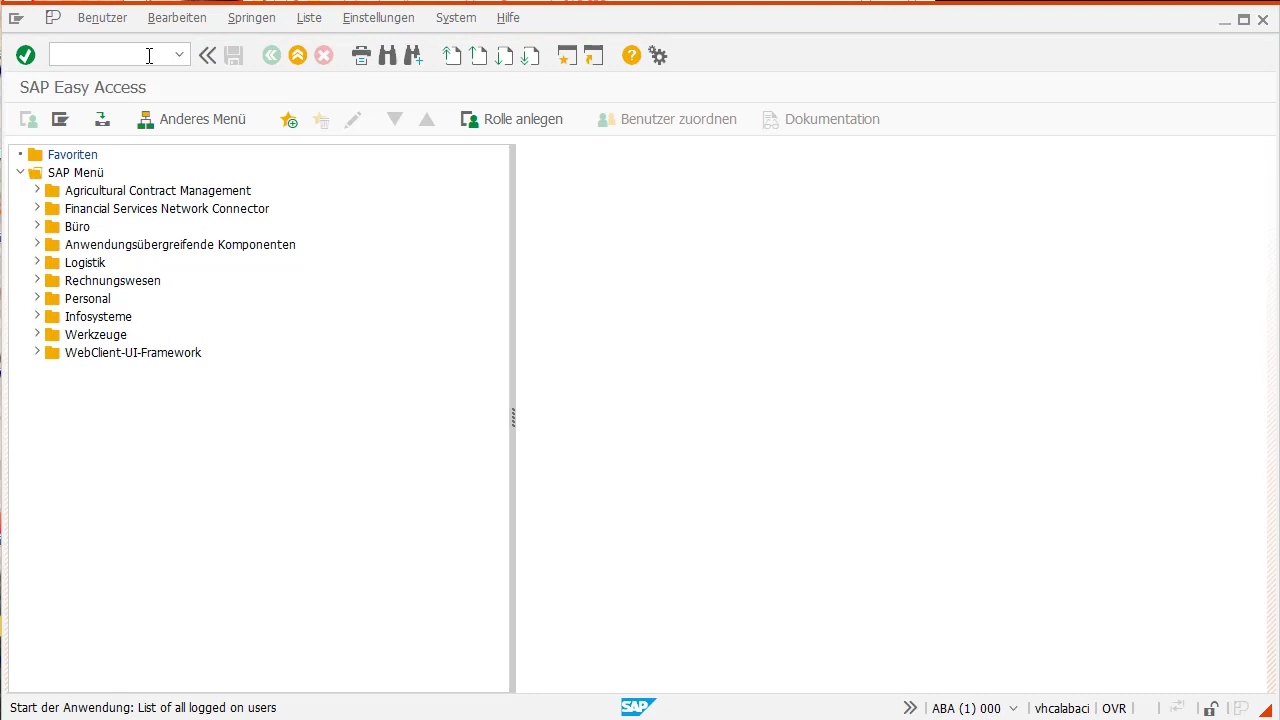 Benutzer Bearbeiten Springen Liste Einstellungen System Hilfe
SAP Easy Access
Anderes Menü Rolle anlegen Benutzer zuordnen Dokumentation
Favoriten
SAP Menü
Agricultural Contract Management
Financial Services Network Connector
Büro
Anwendungsübergreifende Komponenten
Logistik
Rechnungswesen
Personal
Infosysteme
Werkzeuge
WebClient-UI-Framework
Start der Anwendung: List of all logged on users SAP ABA (1) 000 vhcalabaci OVR